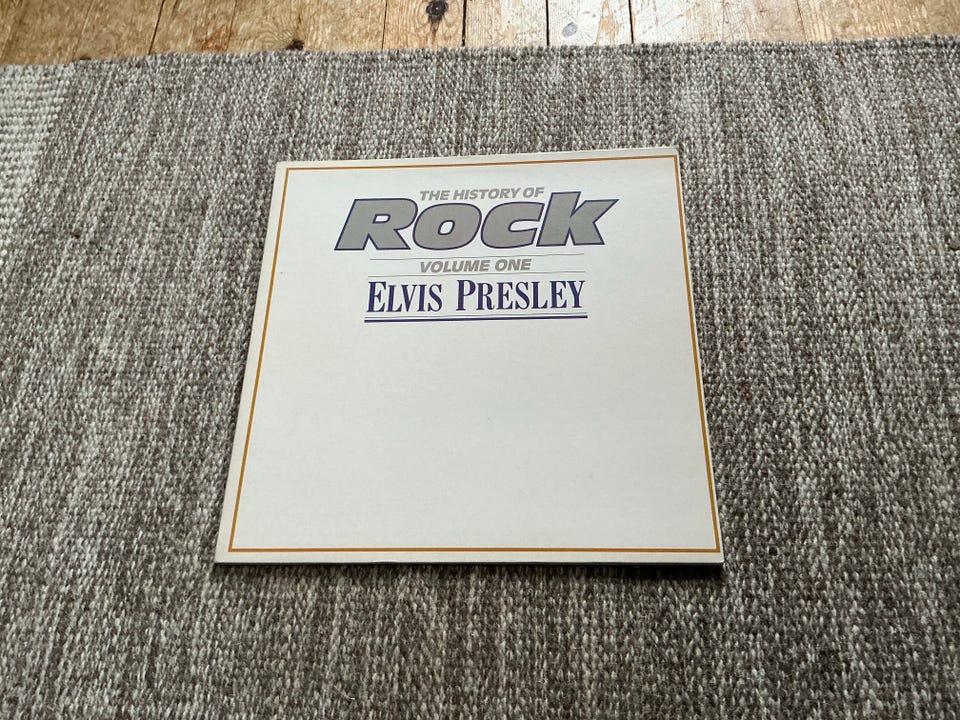 THE HISTORY OF
Rock
VOLUME ONE
ELVIS PRESLEY